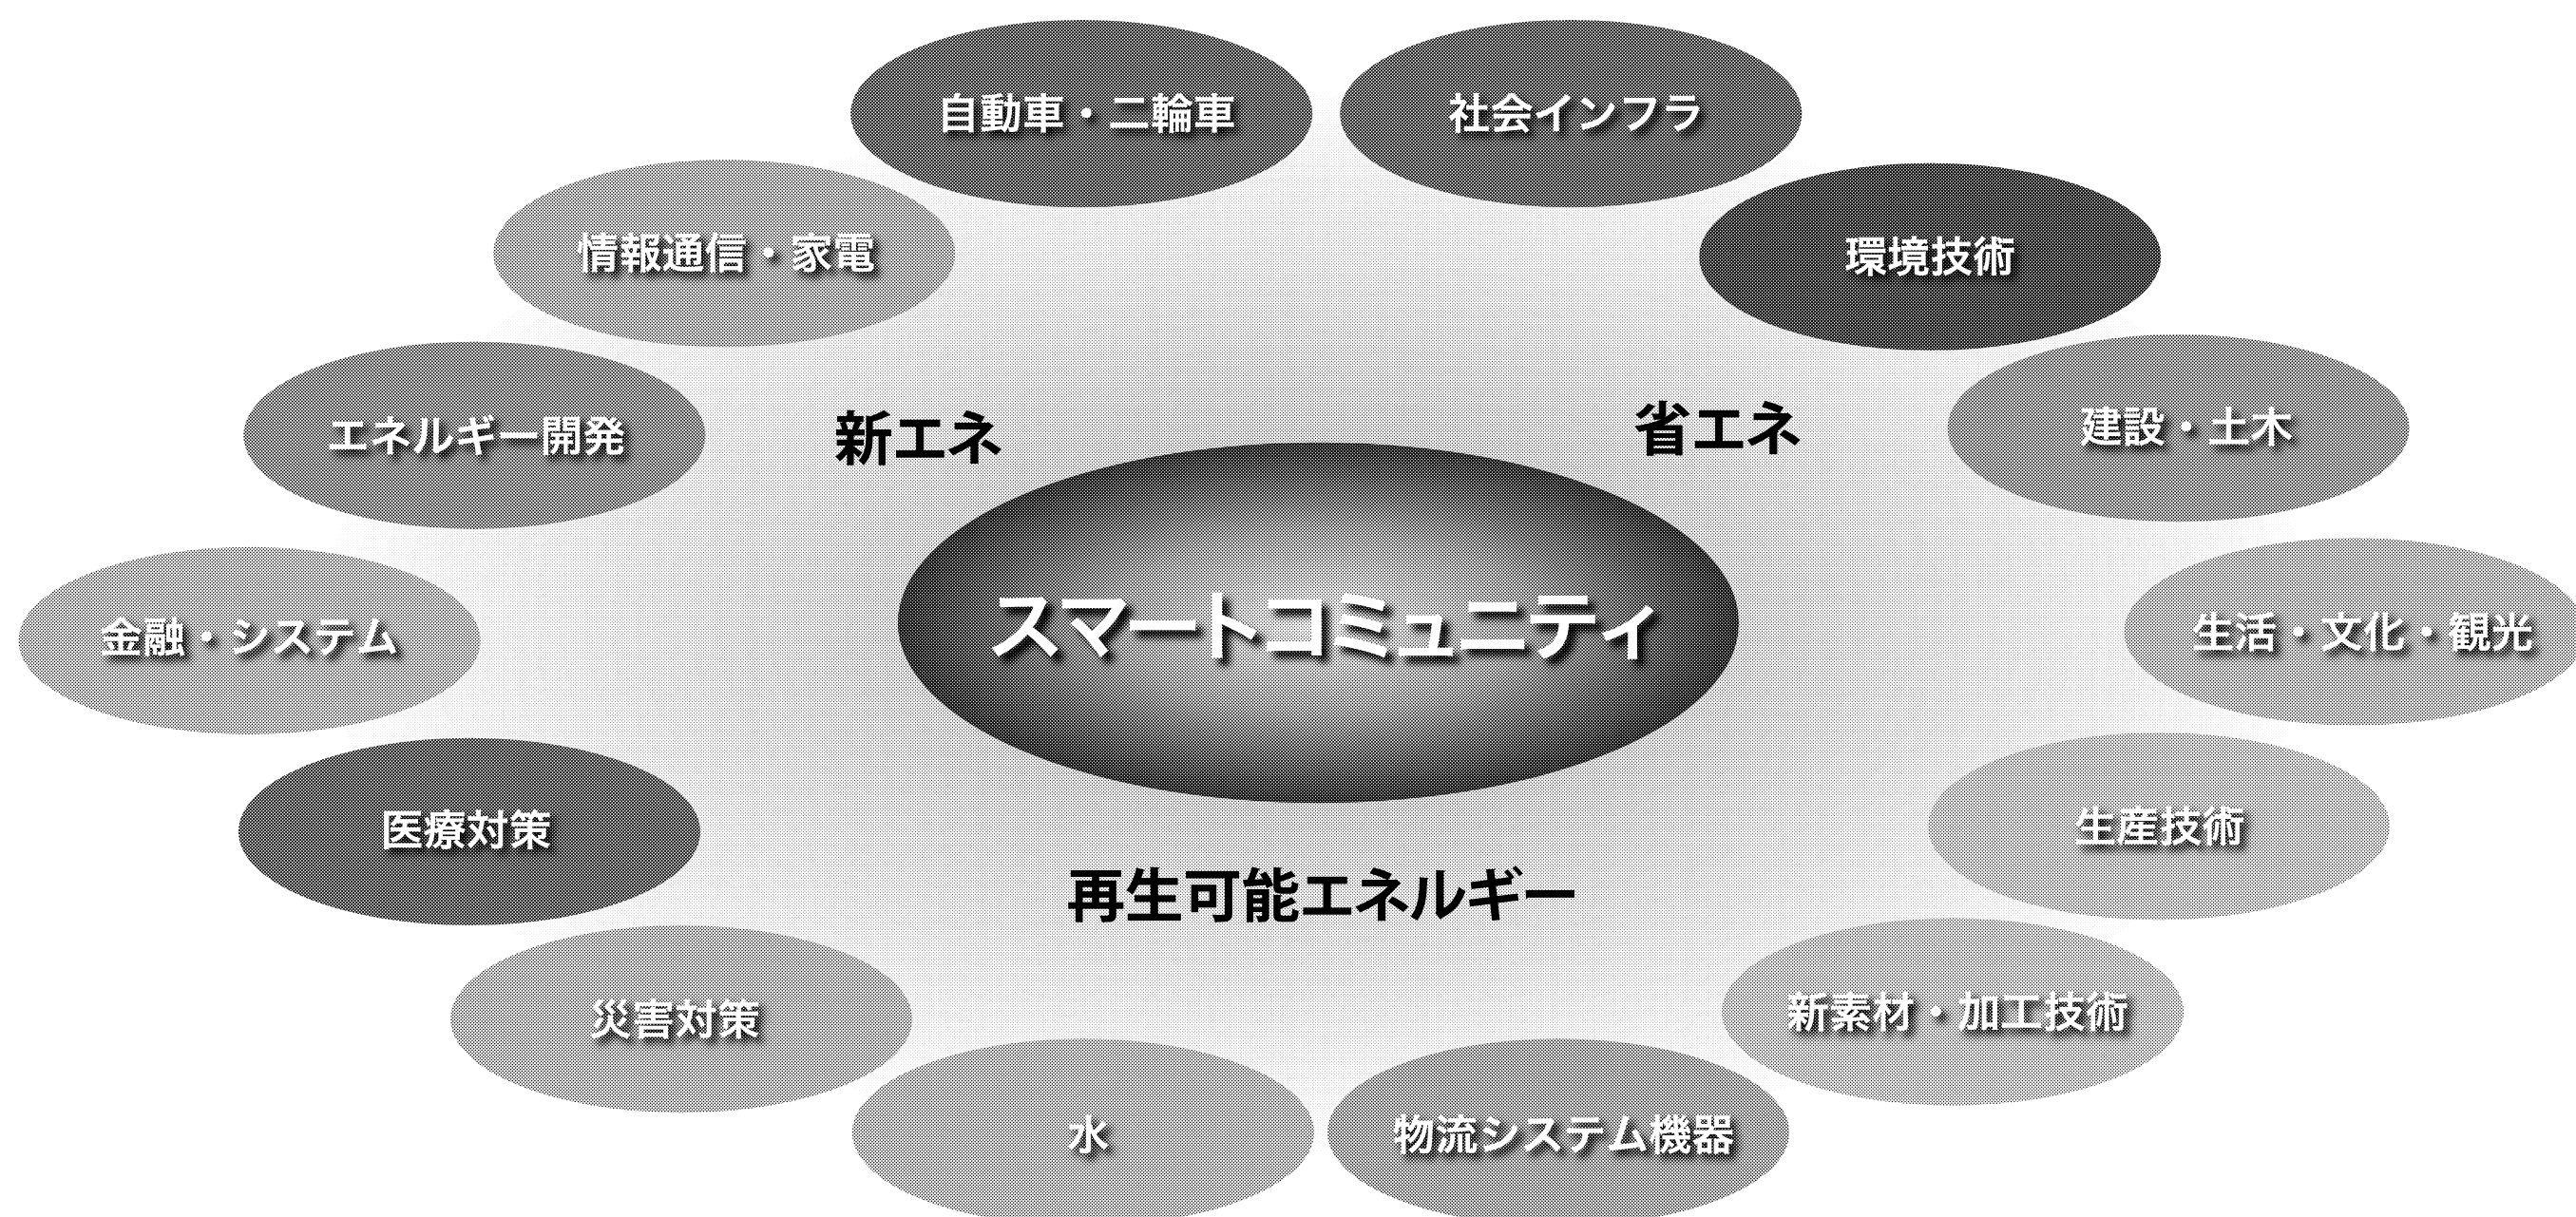 自動車・二輪車
社会インフラ
情報通信・家電
環境技術
エネルギー開発
新エネ
省エネ
建設・土木
金融・システム
スマートコミュニティ
生活・文化・観光
医療対策
生産技術
再生可能エネルギー
災害対策
新素材・加工技術
水
物流システム機器